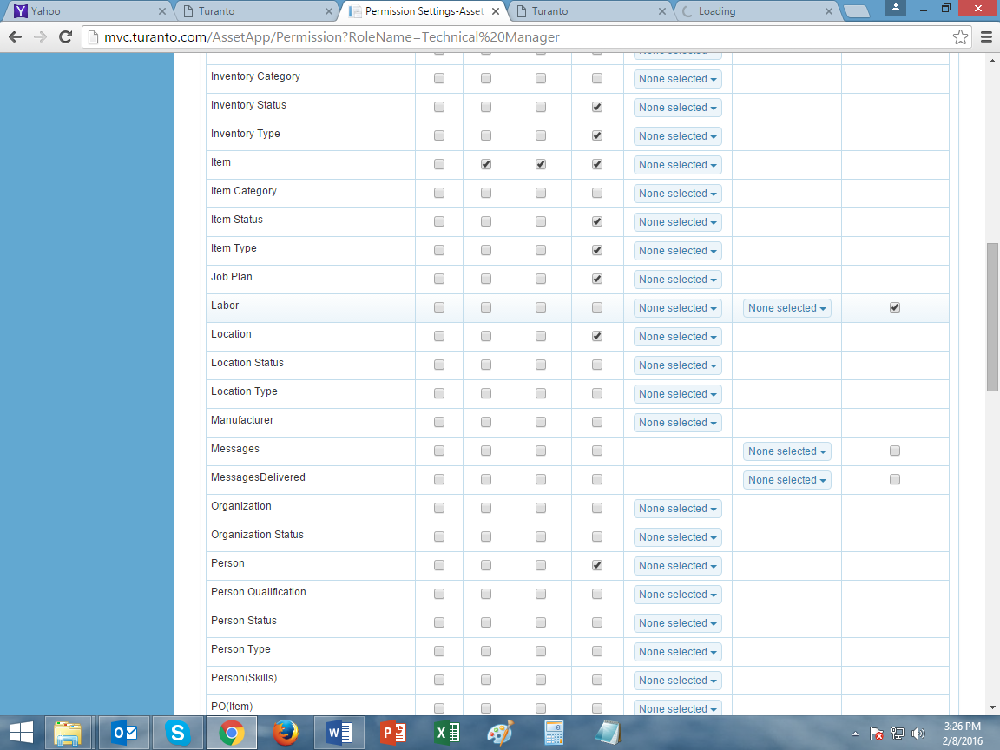 Yahoo
Turanto
Permission Settings-Asset
Turanto
Loading
mvc.turanto.com/AssetApp/Permission?RoleName=Technical%20Manager
None selected
Inventory Category None selected
Inventory Status None selected
Inventory Type None selected
Item None selected
Item Category None selected
Item Status None selected
Item Type None selected
Job Plan None selected
Labor None selected None selected
Location None selected
Location Status None selected
Location Type None selected
Manufacturer None selected
Messages None selected
MessagesDelivered None selected
Organization None selected
Organization Status None selected
Person None selected
Person Qualification None selected
Person Status None selected
Person Type None selected
Person(Skills) None selected
PO(Item) None selected
3:26 PM
2/8/2016